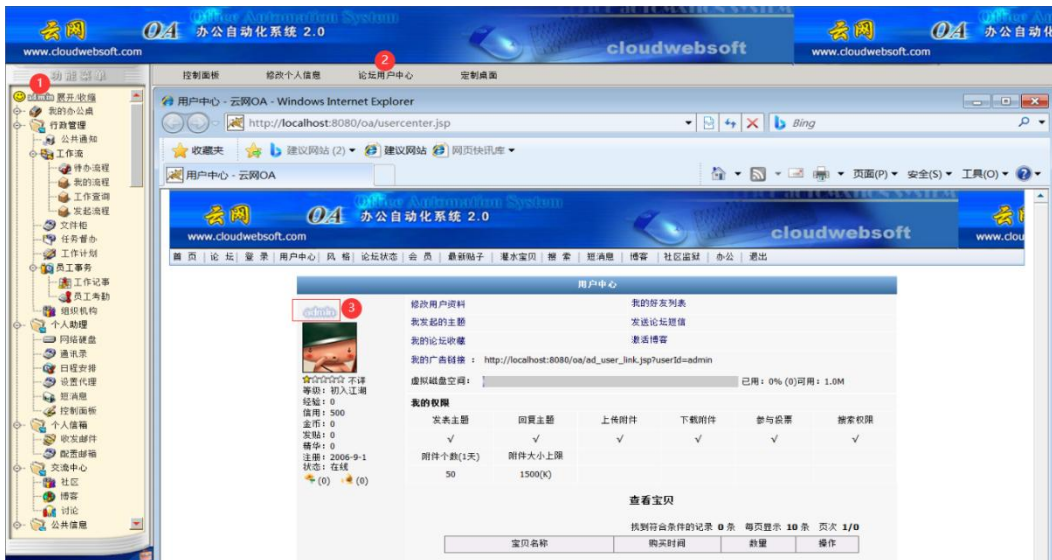 Office Automation System
云网 OA 办公自动化系统 2.0 cloudwebsoft 云网 OA 办公自动化
www.cloudwebsoft.com www.cloudwebsoft.com
功能菜单
控制面板 修改个人信息 论坛用户中心 定制桌面
2
1
admin 展开 收缩
我的办公桌
行政管理
公共通知
工作流
待办流程
我的流程
工作查询
发起流程
文件柜
任务督办
工作计划
员工事务
工作记事
员工考勤
组织机构
个人助理
网络硬盘
通讯录
日程安排
设置代理
短消息
控制面板
个人信箱
收发邮件
配置邮箱
交流中心
社区
博客
讨论
公共信息
用户中心 - 云网OA - Windows Internet Explorer
http://localhost:8080/oa/usercenter.jsp Bing
收藏夹 建议网站 (2) 建议网站 网页快讯库
用户中心 - 云网OA 页面(P) 安全(S) 工具(O)
Office Automation System
云网 OA 办公自动化系统 2.0 cloudwebsoft 云网
www.cloudwebsoft.com www.clou
首 页 | 论 坛 | 登 录 | 用户中心 | 风 格 | 论坛状态 | 会 员 | 最新贴子 | 灌水宝贝 | 搜 索 | 短消息 | 博客 | 社区监狱 | 办公 | 退出
用户中心
admin 3
不详
等级：初入江湖
经验：0
信用：500
金币：0
发贴：0
精华：0
注册：2006-9-1
状态：在线
(0) (0)
修改用户资料 我的好友列表
我发起的主题 发送论坛短信
我的论坛收藏 激活博客
我的广告链接 ： http://localhost:8080/oa/ad_user_link.jsp?userId=admin
虚拟磁盘空间： 已用：0% (0)可用：1.0M
我的权限
发表主题 回复主题 上传附件 下载附件 参与投票 搜索权限
√ √ √ √ √ √
附件个数(1天) 附件大小上限
50 1500(K)
查看宝贝
找到符合条件的记录 0 条 每页显示 10 条 页次 1/0
宝贝名称 购买时间 数量 操作